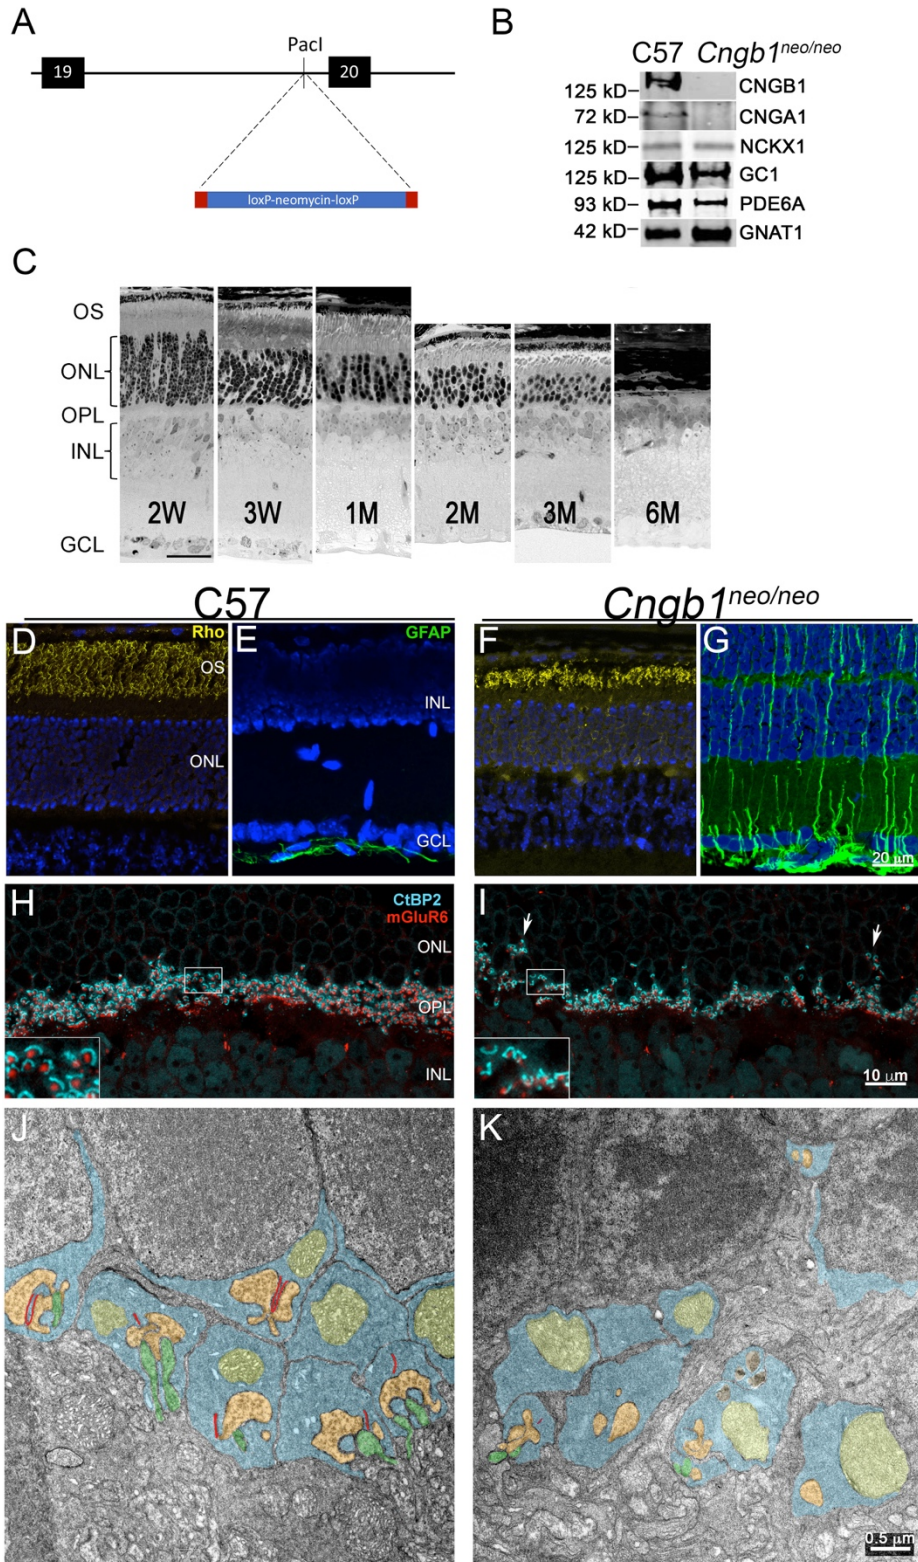 A
PacI
19
20
loxP-neomycin-loxP
B
C57 Cngb1neo/neo
125 kD CNGB1
72 kD CNGA1
125 kD NCKX1
125 kD GC1
93 kD PDE6A
42 kD GNAT1
C
OS
ONL
OPL
INL
GCL
2W 3W 1M 2M 3M 6M
C57 Cngb1neo/neo
D Rho
OS
ONL
E GFAP
INL
GCL
F
G
20 µm
H CtBP2
mGluR6
ONL
OPL
INL
I
10 µm
J
K
0.5 µm